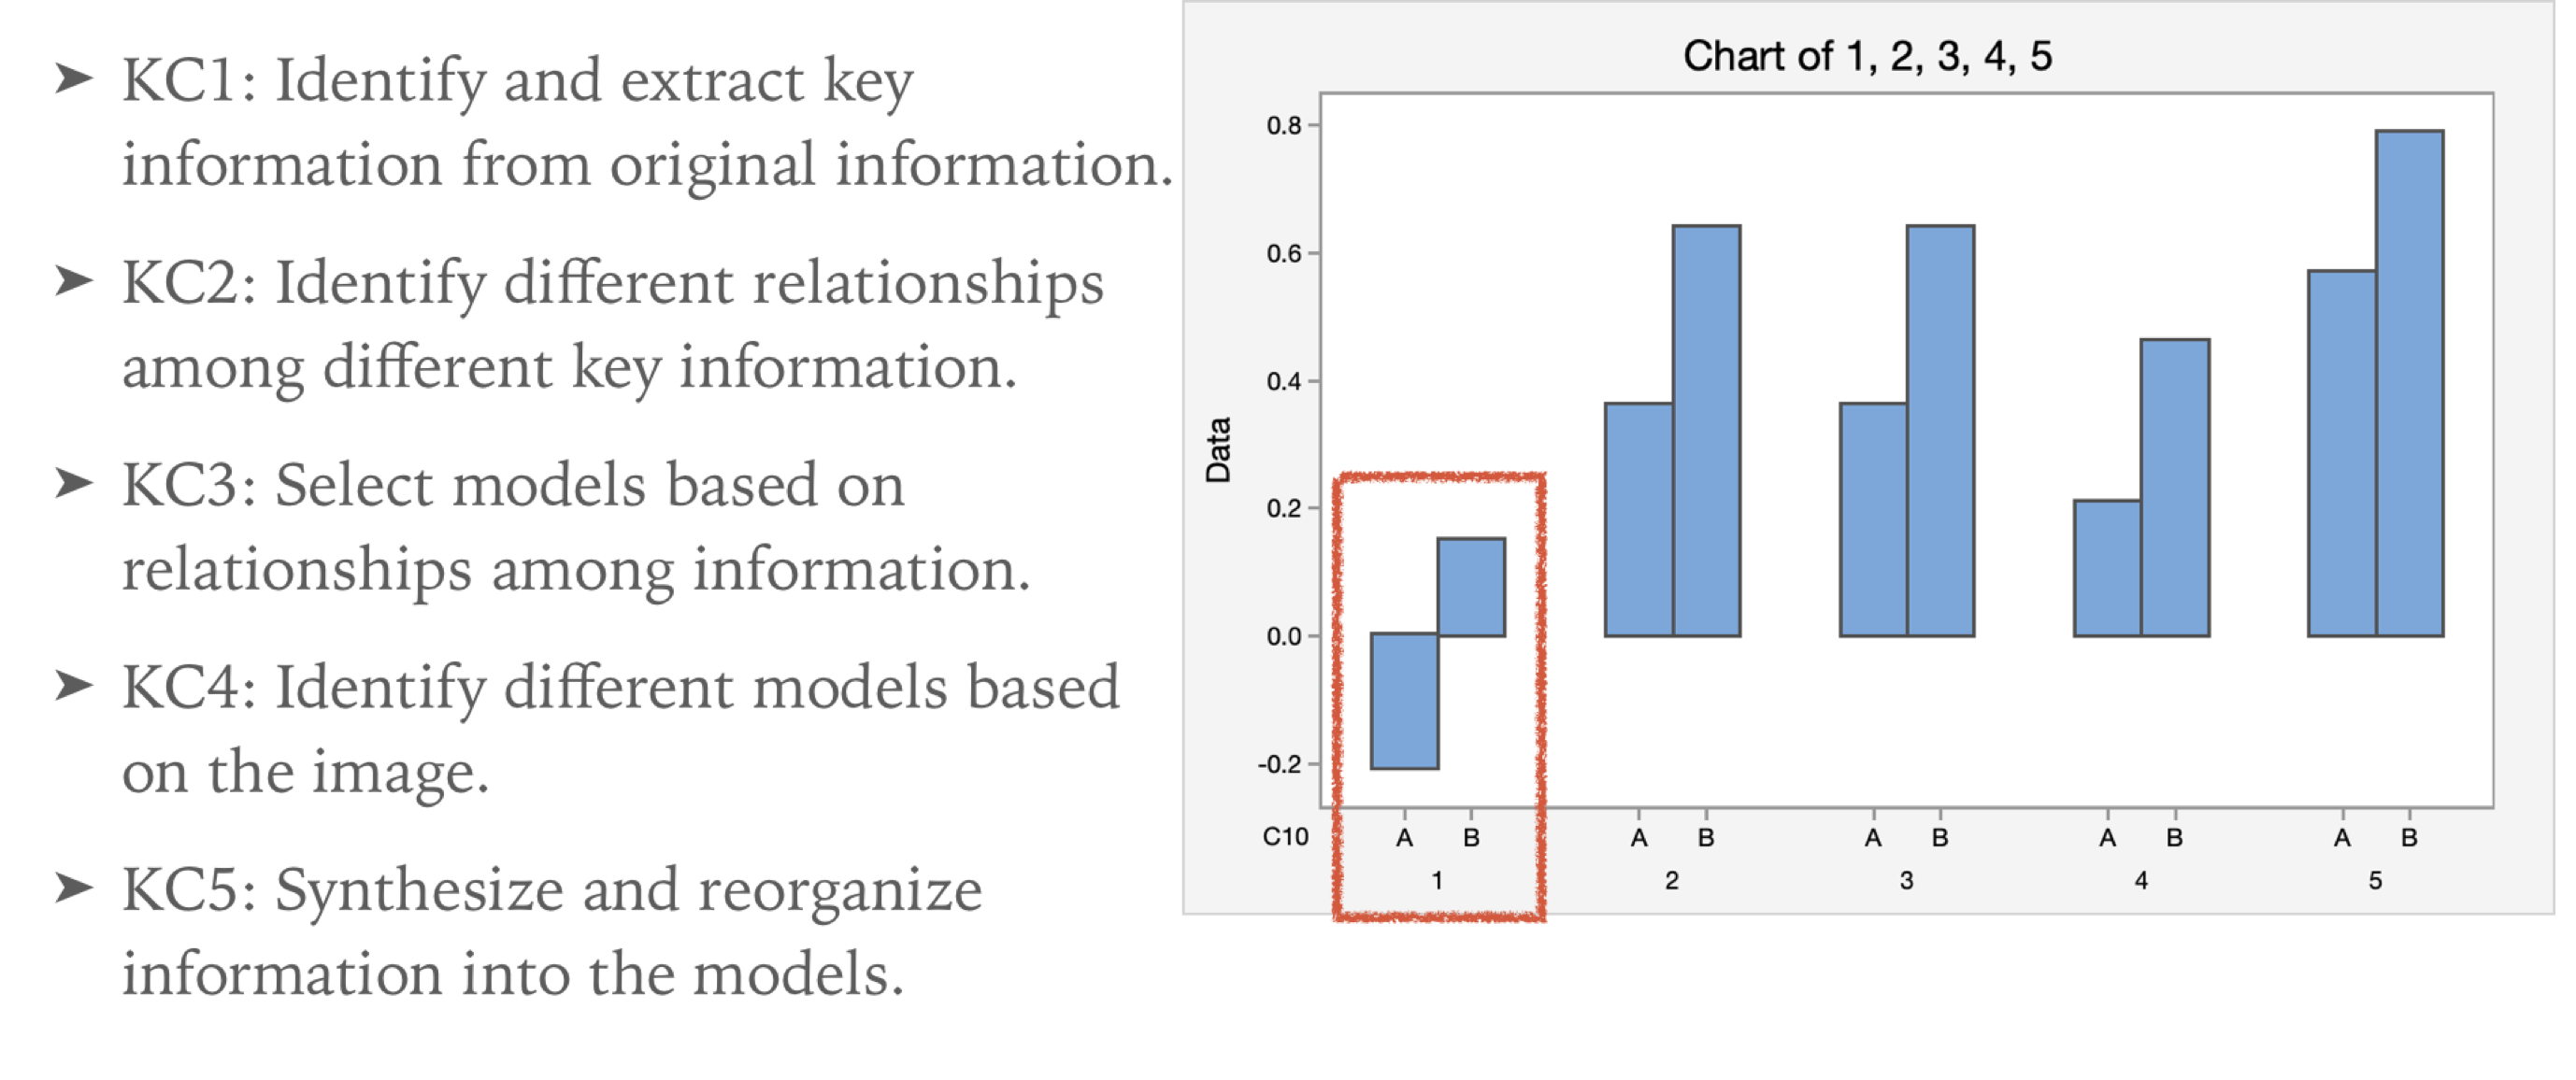 ➤ KC1: Identify and extract key
information from original information.
➤ KC2: Identify different relationships
among different key information.
➤ KC3: Select models based on
relationships among information.
➤ KC4: Identify different models based
on the image.
➤ KC5: Synthesize and reorganize
information into the models.
Chart of 1, 2, 3, 4, 5
0.8
0.6
0.4
0.2
0.0
-0.2
Data
C10 A B A B A B A B A B
1 2 3 4 5